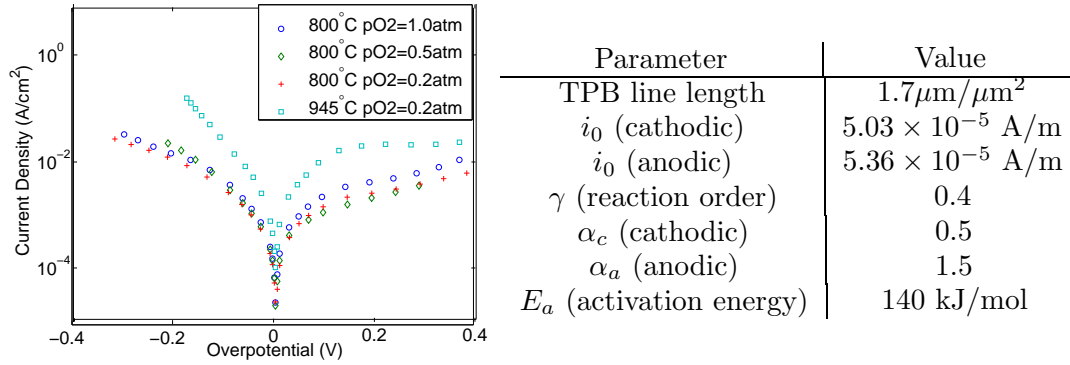 10^0
10^−2
10^−4
Current Density (A/cm^2)
−0.4 −0.2 0 0.2 0.4
Overpotential (V)
800°C pO2=1.0atm
800°C pO2=0.5atm
800°C pO2=0.2atm
945°C pO2=0.2atm
Parameter Value
TPB line length 1.7μm/μm^2
i_0 (cathodic) 5.03 × 10^−5 A/m
i_0 (anodic) 5.36 × 10^−5 A/m
γ (reaction order) 0.4
α_c (cathodic) 0.5
α_a (anodic) 1.5
E_a (activation energy) 140 kJ/mol